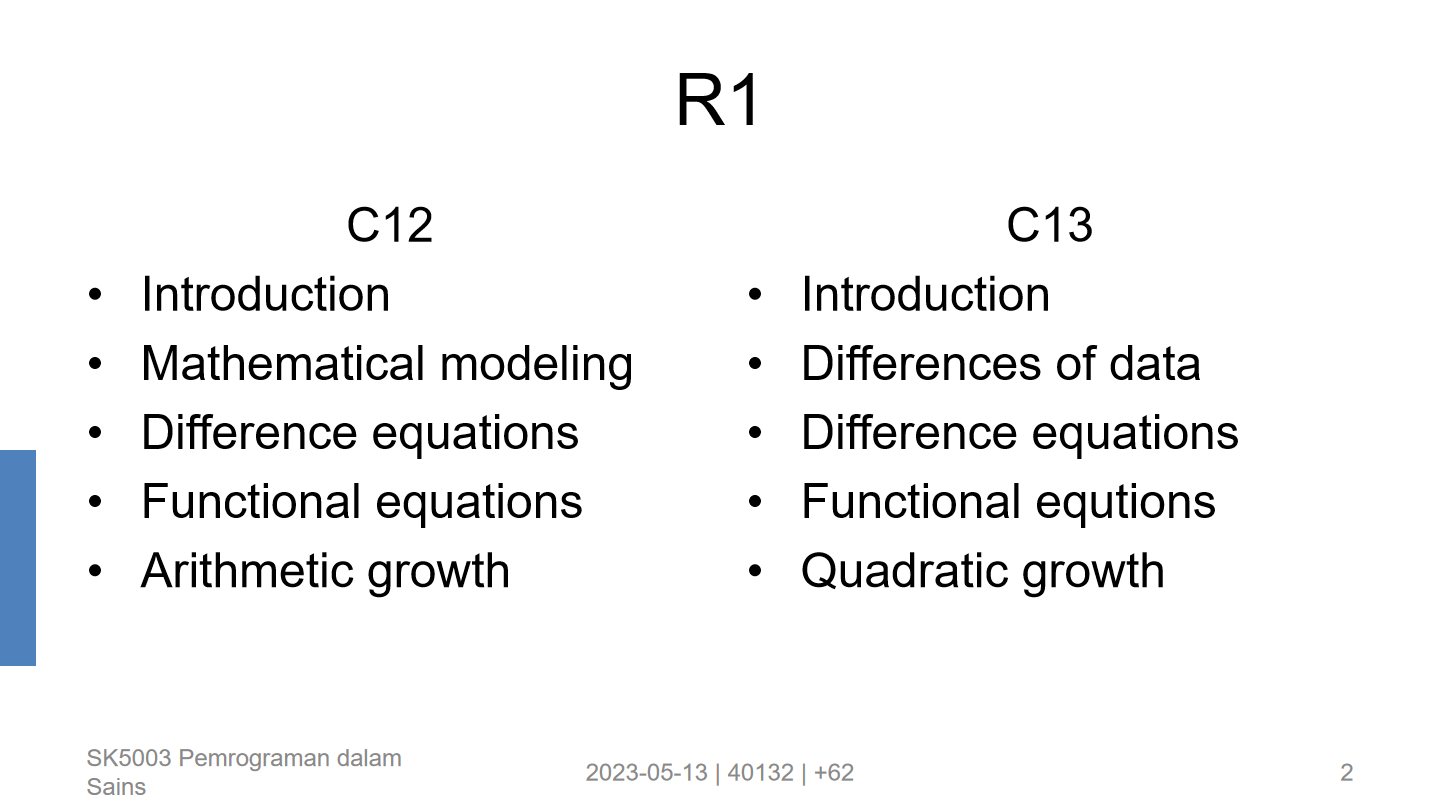 R1
C12
• Introduction
• Mathematical modeling
• Difference equations
• Functional equations
• Arithmetic growth
C13
• Introduction
• Differences of data
• Difference equations
• Functional equtions
• Quadratic growth
SK5003 Pemrograman dalam
Sains
2023-05-13 | 40132 | +62
2